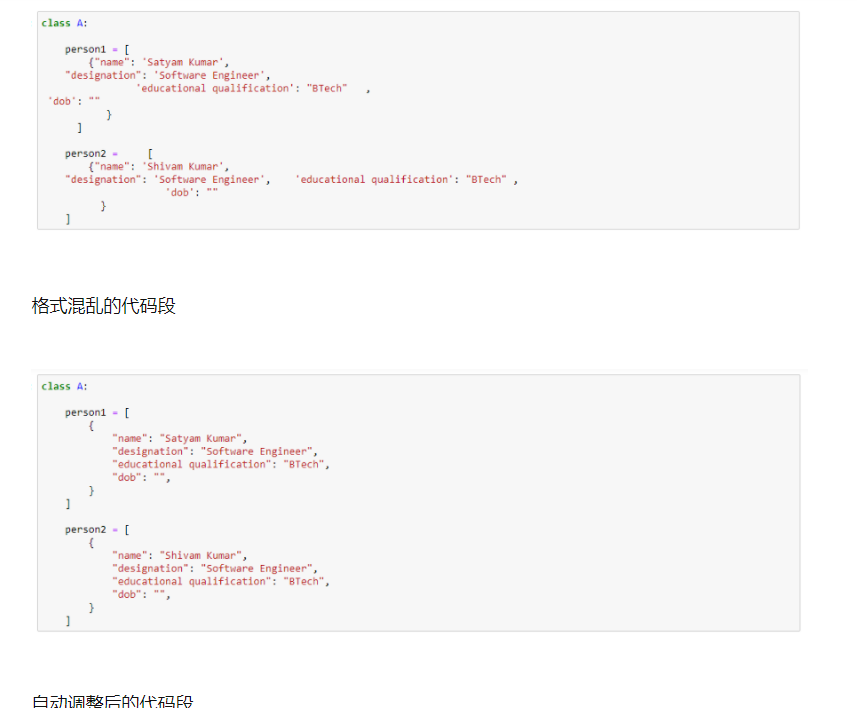 class A:
person1 = [
{"name": 'Satyam Kumar',
"designation": 'Software Engineer',
'educational qualification': "BTech"   ,
'dob': ""
}
]
person2 =    [
{"name": 'Shivam Kumar',
"designation": 'Software Engineer',    'educational qualification': "BTech" ,
'dob': ""
}
]
格式混乱的代码段
class A:
person1 = [
{
"name": "Satyam Kumar",
"designation": "Software Engineer",
"educational qualification": "BTech",
"dob": "",
}
]
person2 = [
{
"name": "Shivam Kumar",
"designation": "Software Engineer",
"educational qualification": "BTech",
"dob": "",
}
]
自动调整后的代码段